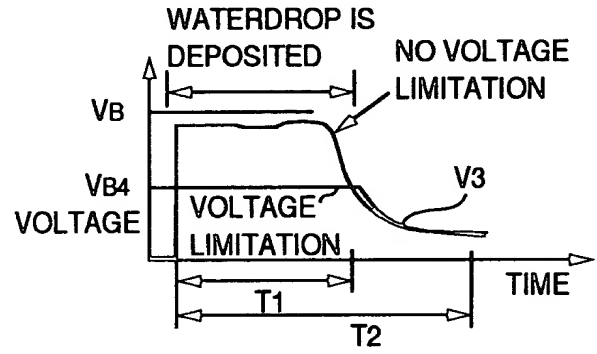 WATERDROP IS
DEPOSITED
NO VOLTAGE
LIMITATION
VB
VB4
VOLTAGE
VOLTAGE
LIMITATION
V3
TIME
T1
T2